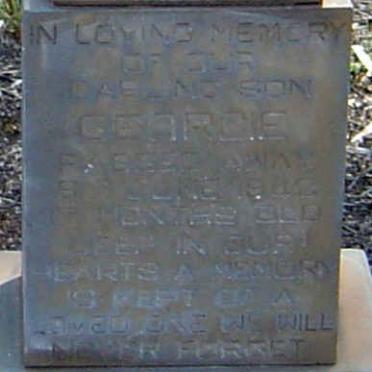 IN LOVING MEMORY
OF OUR
DARLING SON
GEORGIE
PASSED AWAY
JUNE 1942
MONTHS OLD
DEEP IN OUR
HEARTS A MEMORY
IS KEPT OF A
LOVED ONE WE WILL
NEVER FORGET